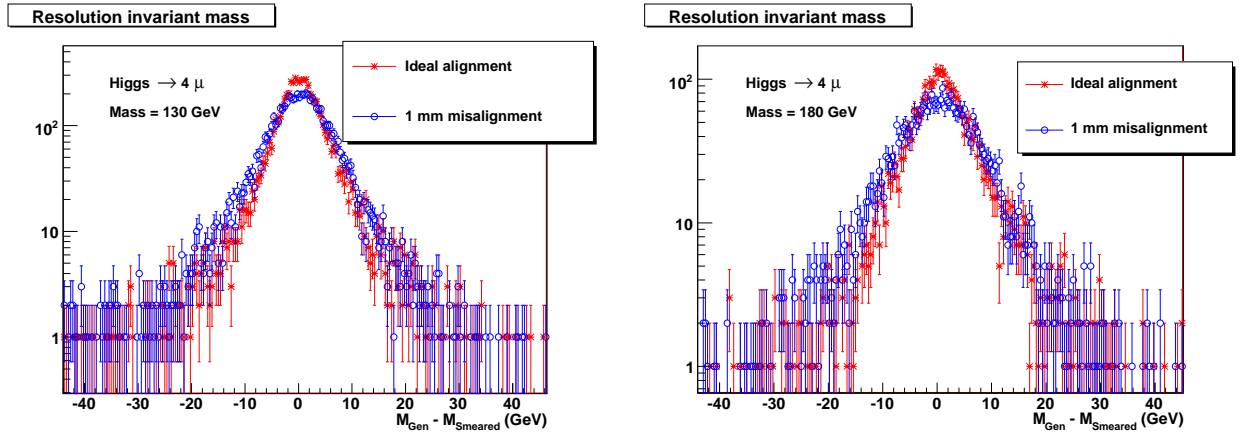 Resolution invariant mass
Ideal alignment
Higgs → 4 μ
Mass = 130 GeV
1 mm misalignment
10²
10
1
-40 -30 -20 -10 0 10 20 30 40
M_Gen - M_Smeared (GeV)
Resolution invariant mass
Higgs → 4 μ
Ideal alignment
Mass = 180 GeV
1 mm misalignment
10²
10
1
-40 -30 -20 -10 0 10 20 30 40
M_Gen - M_Smeared (GeV)